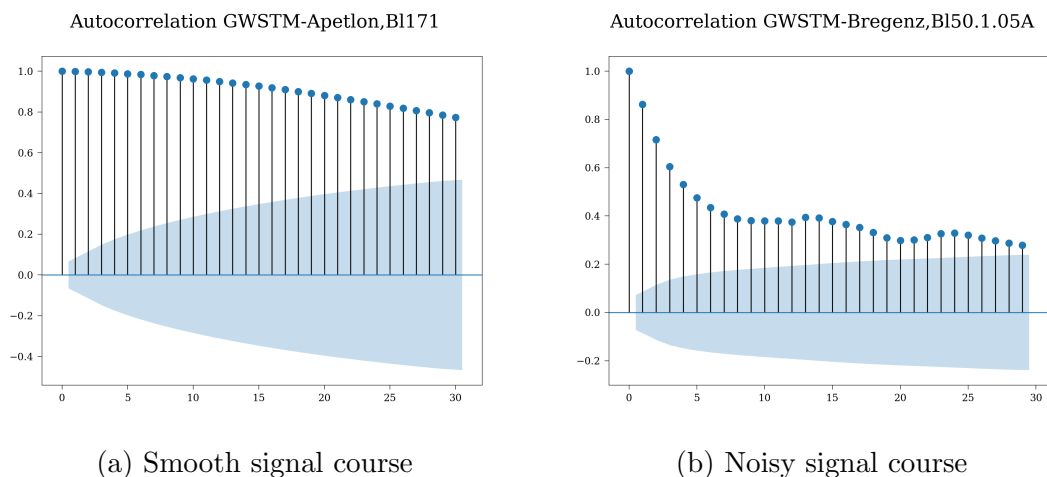 Autocorrelation GWSTM-Apetlon,Bl171
1.0
0.8
0.6
0.4
0.2
0.0
−0.2
−0.4
0 5 10 15 20 25 30
(a) Smooth signal course
Autocorrelation GWSTM-Bregenz,Bl50.1.05A
1.0
0.8
0.6
0.4
0.2
0.0
−0.2
0 5 10 15 20 25 30
(b) Noisy signal course